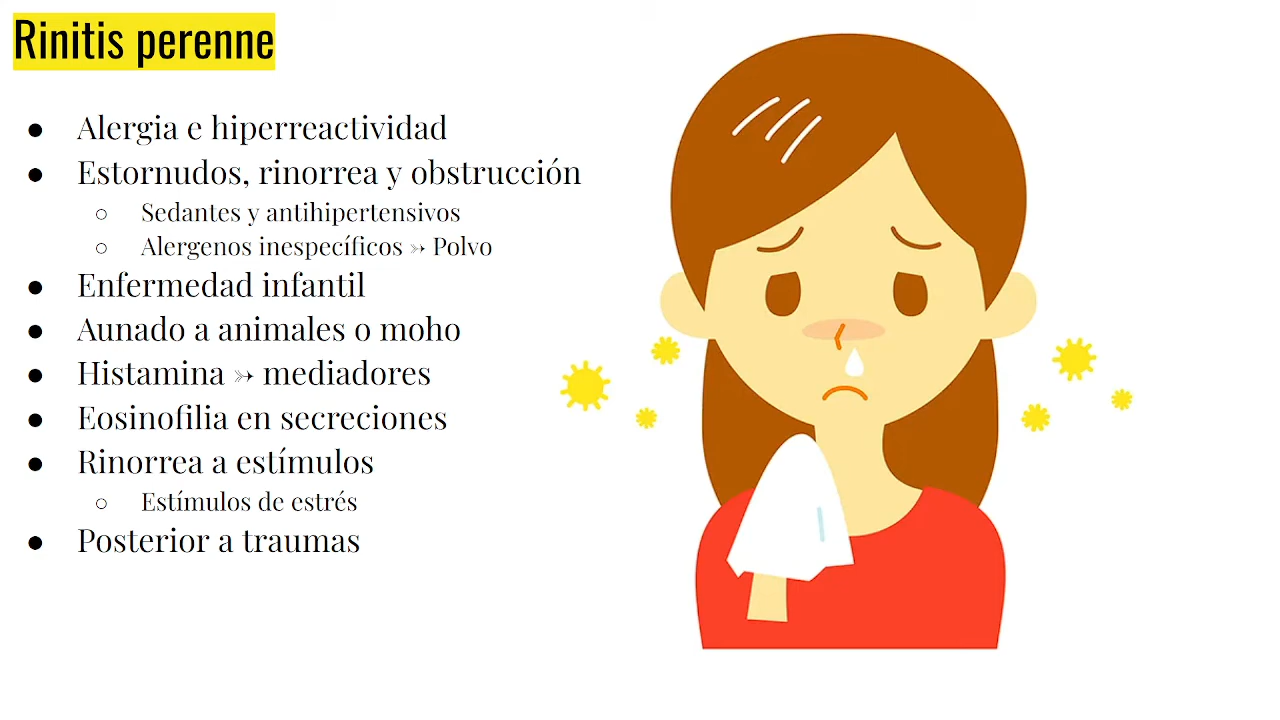 Rinitis perenne
● Alergia e hiperreactividad
● Estornudos, rinorrea y obstrucción
○ Sedantes y antihipertensivos
○ Alergenos inespecíficos ➳ Polvo
● Enfermedad infantil
● Aunado a animales o moho
● Histamina ➳ mediadores
● Eosinofilia en secreciones
● Rinorrea a estímulos
○ Estímulos de estrés
● Posterior a traumas